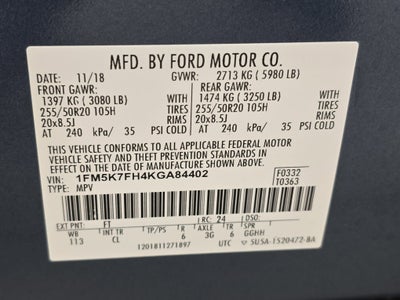 MFD. BY FORD MOTOR CO.
DATE: 11/18 GVWR: 2713 KG ( 5980 LB)
FRONT GAWR: REAR GAWR:
1397 KG ( 3080 LB) WITH 1474 KG ( 3250 LB) WITH
255/50R20 105H TIRES 255/50R20 105H TIRES
20x8.5J RIMS 20x8.5J RIMS
AT 240 kPa/ 35 PSI COLD AT 240 kPa/ 35 PSI COLD
THIS VEHICLE CONFORMS TO ALL APPLICABLE FEDERAL MOTOR
VEHICLE SAFETY AND THEFT PREVENTION STANDARDS IN
EFFECT ON THE DATE OF MANUFACTURE SHOWN ABOVE.
VIN: 1FM5K7FH4KGA84402 F0332
TYPE: MPV T0363
EXT PNT: FT RC: 24 DSO:
WB INT TR TP/PS R AXLE TR SPR
113 CL 6 3G 6 GGHH
1201811271897 UTC 5U5A-1520472-BA